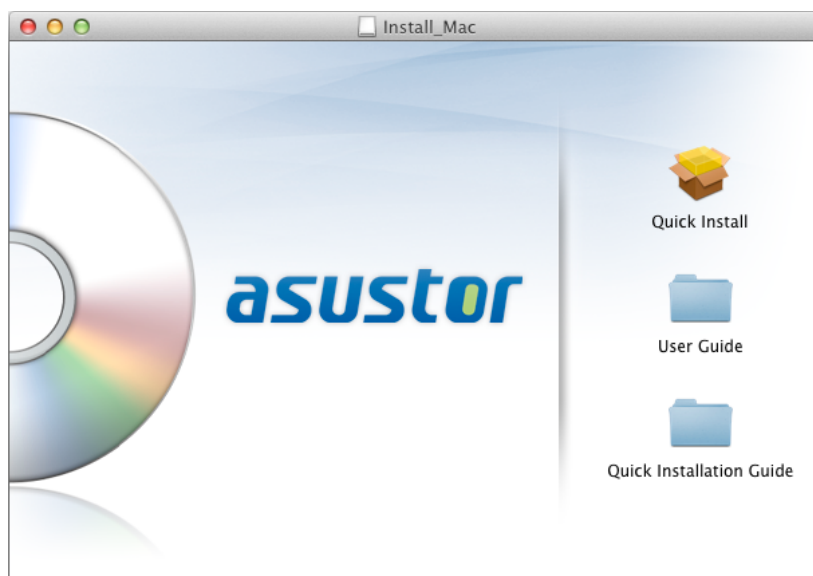 Install_Mac
asustor
Quick Install
User Guide
Quick Installation Guide